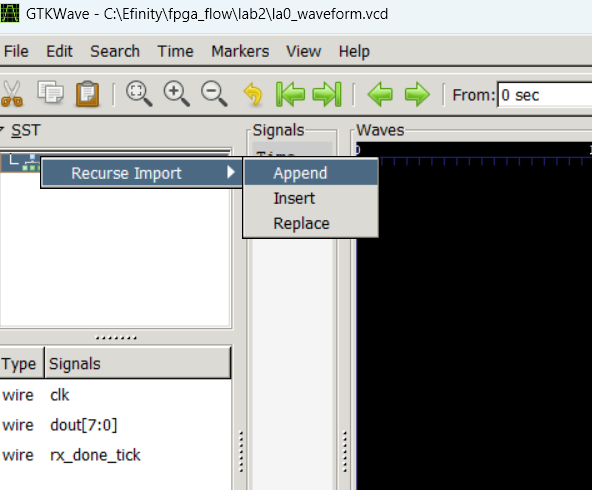 GTKWave - C:\Efinity\fpga_flow\lab2\la0_waveform.vcd
File Edit Search Time Markers View Help
From: 0 sec
SST
Signals
Waves
Time
0
Recurse Import
Append
Insert
Replace
Type Signals
wire clk
wire dout[7:0]
wire rx_done_tick